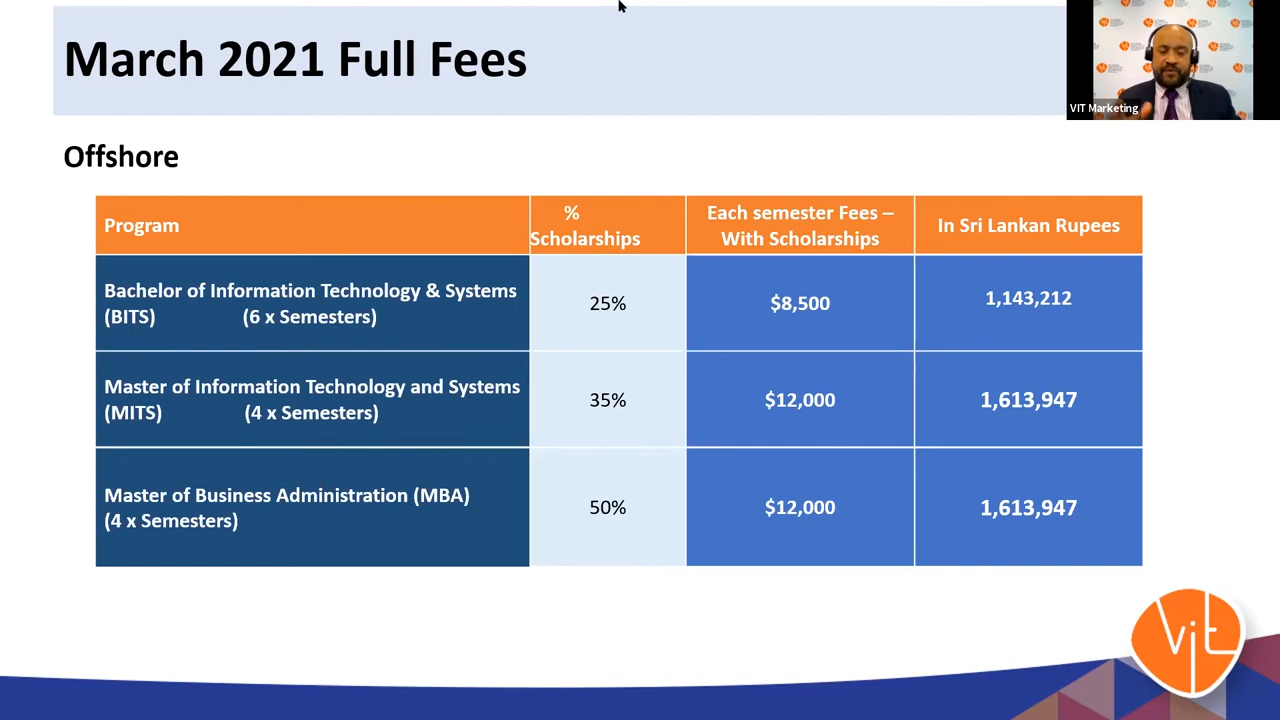 March 2021 Full Fees
VIT Marketing
Offshore
Program
%
Scholarships
Each semester Fees –
With Scholarships
In Sri Lankan Rupees
Bachelor of Information Technology & Systems
(BITS) (6 x Semesters)
25%
$8,500
1,143,212
Master of Information Technology and Systems
(MITS) (4 x Semesters)
35%
$12,000
1,613,947
Master of Business Administration (MBA)
(4 x Semesters)
50%
$12,000
1,613,947
vit